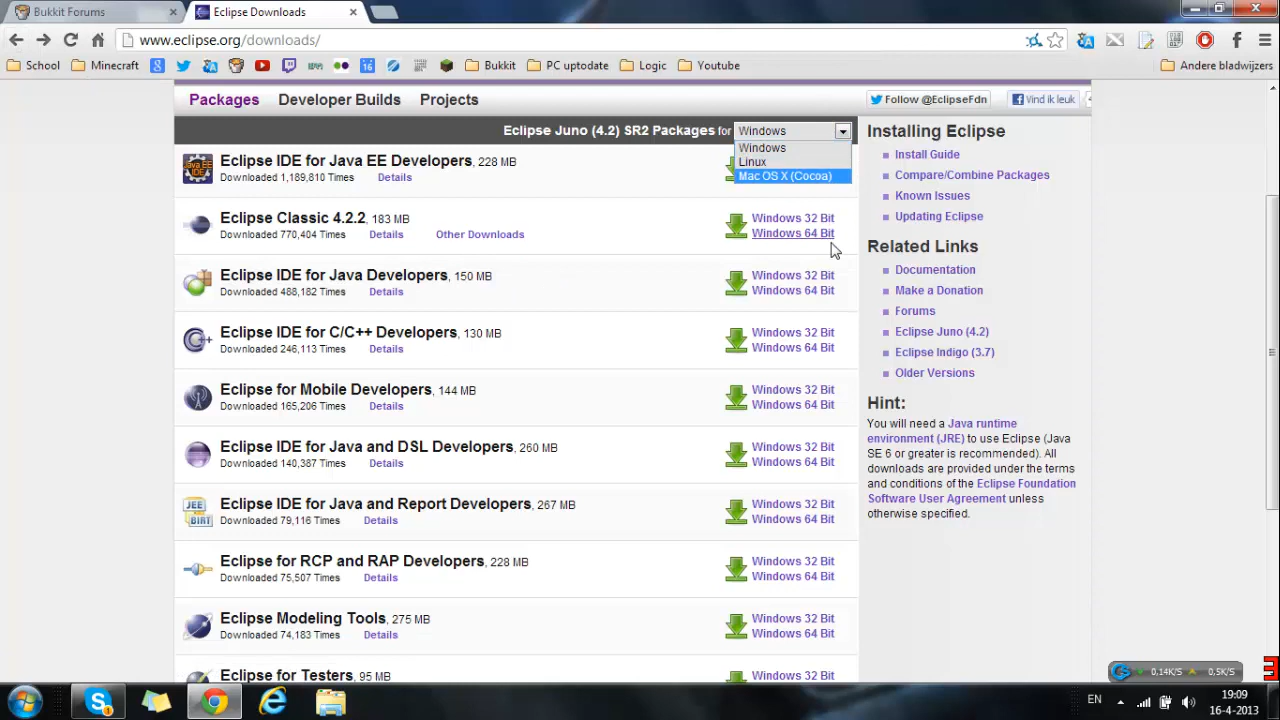 Bukkit Forums
Eclipse Downloads
www.eclipse.org/downloads/
School
Minecraft
16
Bukkit
PC uptodate
Logic
Youtube
Andere bladwijzers
Packages
Developer Builds
Projects
Follow @EclipseFdn
Vind ik leuk
Eclipse Juno (4.2) SR2 Packages for
Windows
Windows
Linux
Mac OS X (Cocoa)
Eclipse IDE for Java EE Developers, 228 MB
Downloaded 1,189,810 Times
Details
Eclipse Classic 4.2.2, 183 MB
Downloaded 770,404 Times
Details
Other Downloads
Windows 32 Bit
Windows 64 Bit
Eclipse IDE for Java Developers, 150 MB
Downloaded 488,182 Times
Details
Windows 32 Bit
Windows 64 Bit
Eclipse IDE for C/C++ Developers, 130 MB
Downloaded 246,113 Times
Details
Windows 32 Bit
Windows 64 Bit
Eclipse for Mobile Developers, 144 MB
Downloaded 165,206 Times
Details
Windows 32 Bit
Windows 64 Bit
Eclipse IDE for Java and DSL Developers, 260 MB
Downloaded 140,387 Times
Details
Windows 32 Bit
Windows 64 Bit
Eclipse IDE for Java and Report Developers, 267 MB
Downloaded 79,116 Times
Details
Windows 32 Bit
Windows 64 Bit
Eclipse for RCP and RAP Developers, 228 MB
Downloaded 75,507 Times
Details
Windows 32 Bit
Windows 64 Bit
Eclipse Modeling Tools, 275 MB
Downloaded 74,183 Times
Details
Windows 32 Bit
Windows 64 Bit
Eclipse for Testers, 95 MB
Windows 32 Bit
Installing Eclipse
Install Guide
Compare/Combine Packages
Known Issues
Updating Eclipse
Related Links
Documentation
Make a Donation
Forums
Eclipse Juno (4.2)
Eclipse Indigo (3.7)
Older Versions
Hint:
You will need a Java runtime
environment (JRE) to use Eclipse (Java
SE 6 or greater is recommended). All
downloads are provided under the terms
and conditions of the Eclipse Foundation
Software User Agreement unless
otherwise specified.
0,14K/S
0,5K/S
3
EN
19:09
16-4-2013